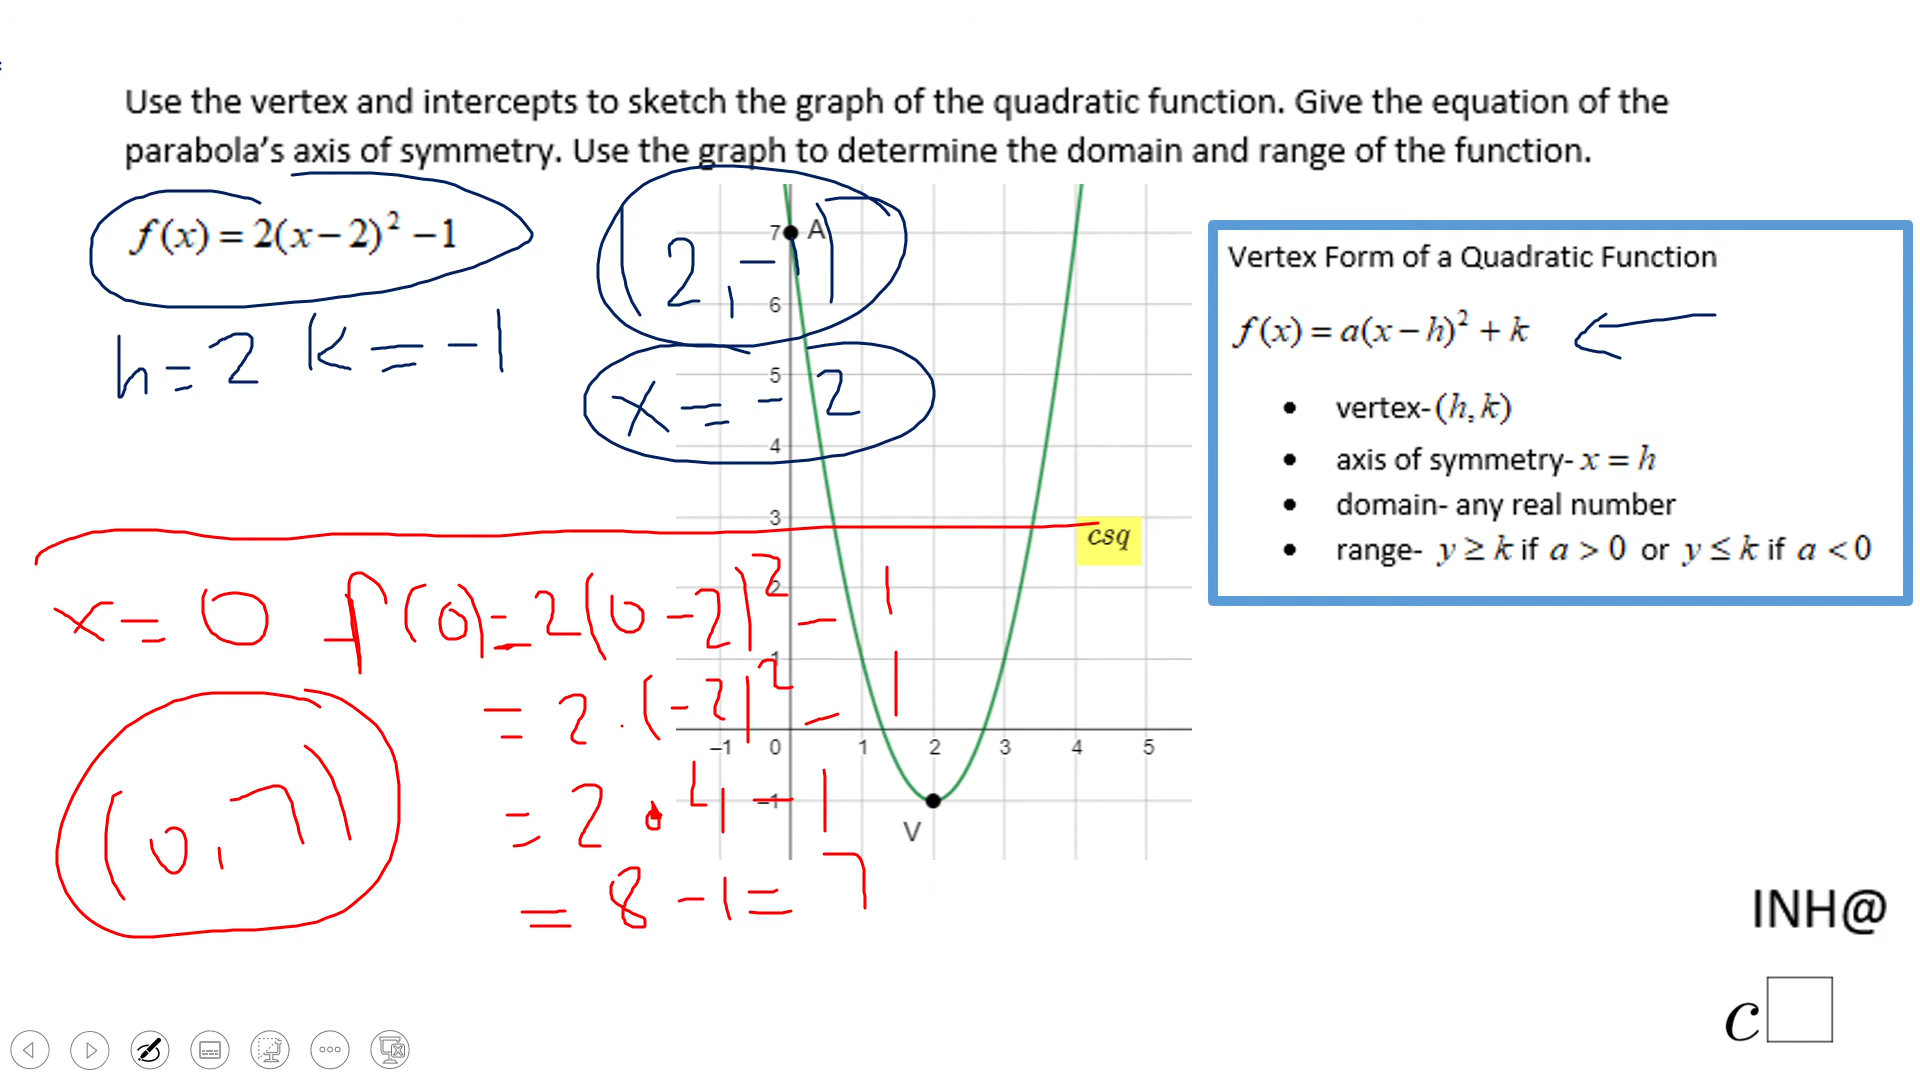 Use the vertex and intercepts to sketch the graph of the quadratic function. Give the equation of the
parabola's axis of symmetry. Use the graph to determine the domain and range of the function.
f(x) = 2(x − 2)² − 1
h = 2 k = −1
(2, −1)
x = − 2
7 A
6
5
4
3
2
1
−1 0 1 2 3 4 5
−1
V
csq
Vertex Form of a Quadratic Function
f(x) = a(x − h)² + k
• vertex- (h, k)
• axis of symmetry- x = h
• domain- any real number
• range- y ≥ k if a > 0 or y ≤ k if a < 0
x = 0 f(0) = 2(0 − 2)² − 1
= 2 · (−2)² − 1
= 2 · 4 − 1
= 8 − 1 = 7
(0, 7)
INH@
c